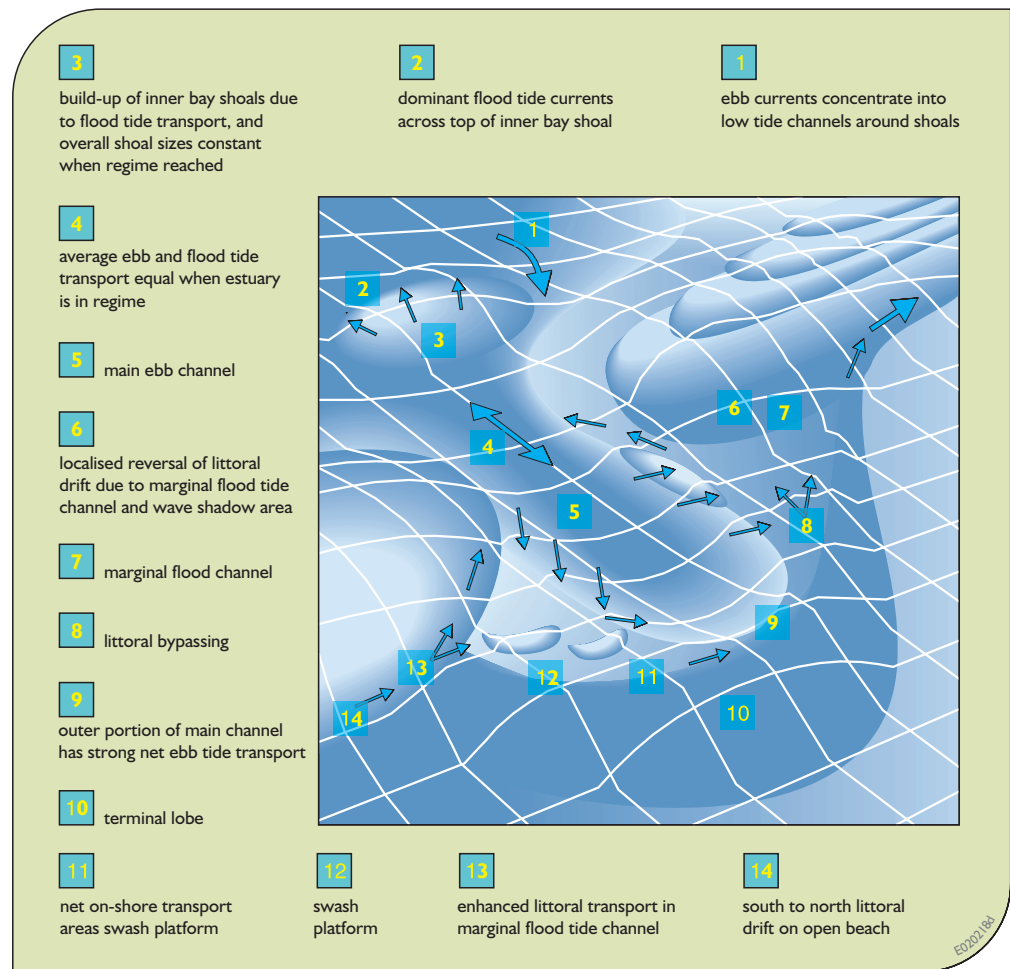 3
build-up of inner bay shoals due
to flood tide transport, and
overall shoal sizes constant
when regime reached
2
dominant flood tide currents
across top of inner bay shoal
1
ebb currents concentrate into
low tide channels around shoals
4
average ebb and flood tide
transport equal when estuary
is in regime
5
main ebb channel
6
localised reversal of littoral
drift due to marginal flood tide
channel and wave shadow area
7
marginal flood channel
8
littoral bypassing
9
outer portion of main channel
has strong net ebb tide transport
10
terminal lobe
1
2
3
4
5
6
7
8
9
10
11
12
13
14
11
net on-shore transport
areas swash platform
12
swash
platform
13
enhanced littoral transport in
marginal flood tide channel
14
south to north littoral
drift on open beach
E020218d